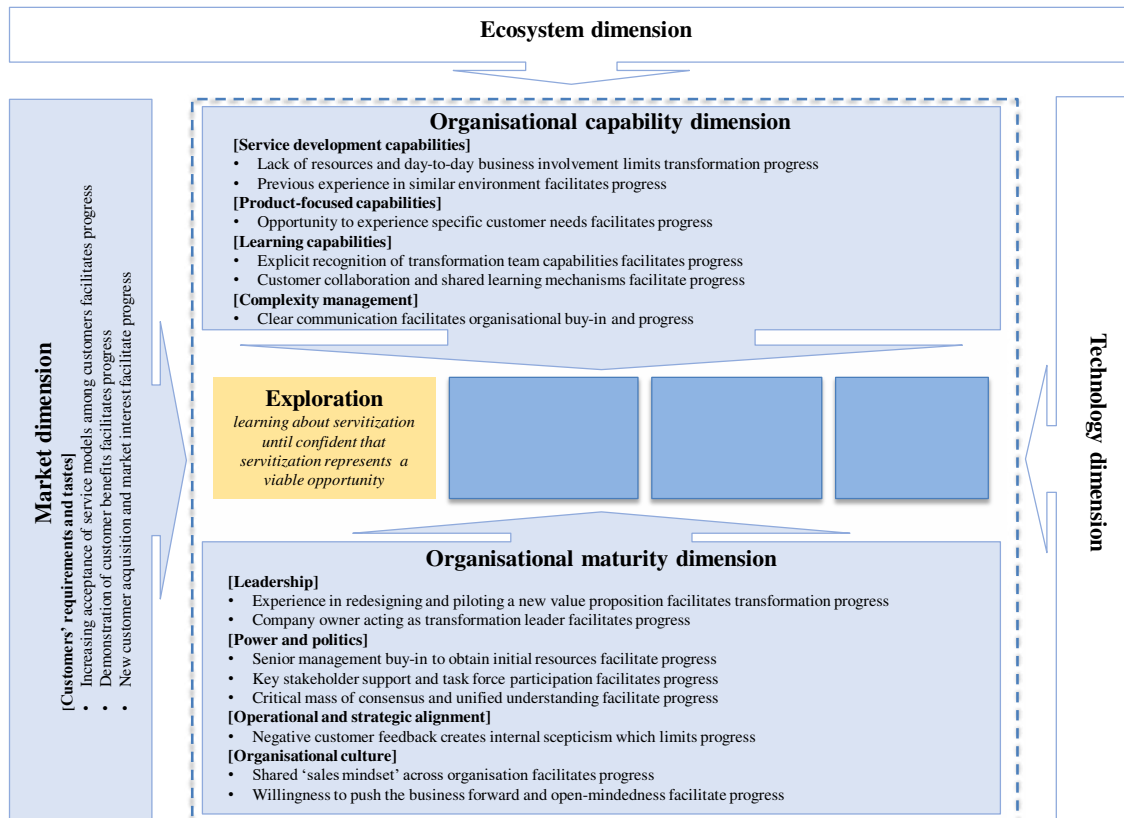 Ecosystem dimension
Market dimension
[Customers’ requirements and tastes]
• Increasing acceptance of service models among customers facilitates progress
• Demonstration of customer benefits facilitates progress
• New customer acquisition and market interest facilitate progress
Organisational capability dimension
[Service development capabilities]
• Lack of resources and day-to-day business involvement limits transformation progress
• Previous experience in similar environment facilitates progress
[Product-focused capabilities]
• Opportunity to experience specific customer needs facilitates progress
[Learning capabilities]
• Explicit recognition of transformation team capabilities facilitates progress
• Customer collaboration and shared learning mechanisms facilitate progress
[Complexity management]
• Clear communication facilitates organisational buy-in and progress
Exploration
learning about servitization
until confident that
servitization represents a
viable opportunity
Organisational maturity dimension
[Leadership]
• Experience in redesigning and piloting a new value proposition facilitates transformation progress
• Company owner acting as transformation leader facilitates progress
[Power and politics]
• Senior management buy-in to obtain initial resources facilitate progress
• Key stakeholder support and task force participation facilitates progress
• Critical mass of consensus and unified understanding facilitate progress
[Operational and strategic alignment]
• Negative customer feedback creates internal scepticism which limits progress
[Organisational culture]
• Shared ‘sales mindset’ across organisation facilitates progress
• Willingness to push the business forward and open-mindedness facilitate progress
Technology dimension